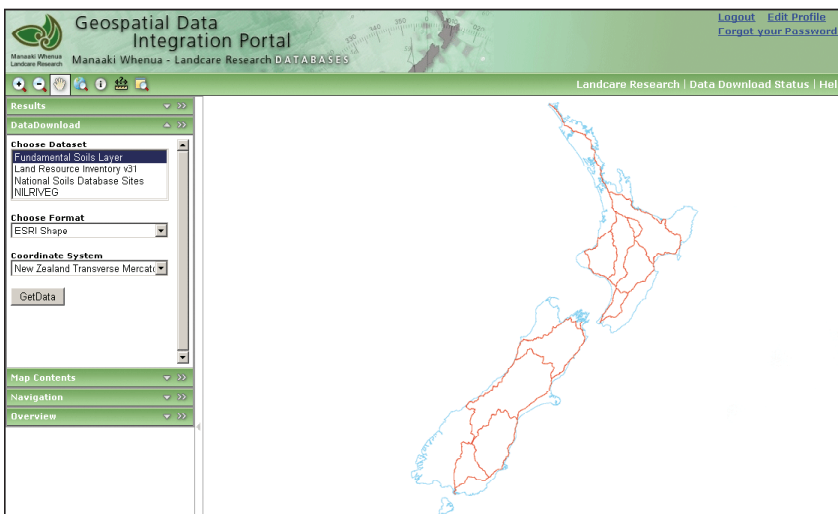 Geospatial Data
Integration Portal
Manaaki Whenua
Landcare Research
Manaaki Whenua - Landcare Research DATABASES
Logout Edit Profile
Forgot your Password
Landcare Research | Data Download Status | Hel
Results
DataDownload
Choose Dataset
Fundamental Soils Layer
Land Resource Inventory v31
National Soils Database Sites
NILRIVEG
Choose Format
ESRI Shape
Coordinate System
New Zealand Transverse Mercato
GetData
Map Contents
Navigation
Overview